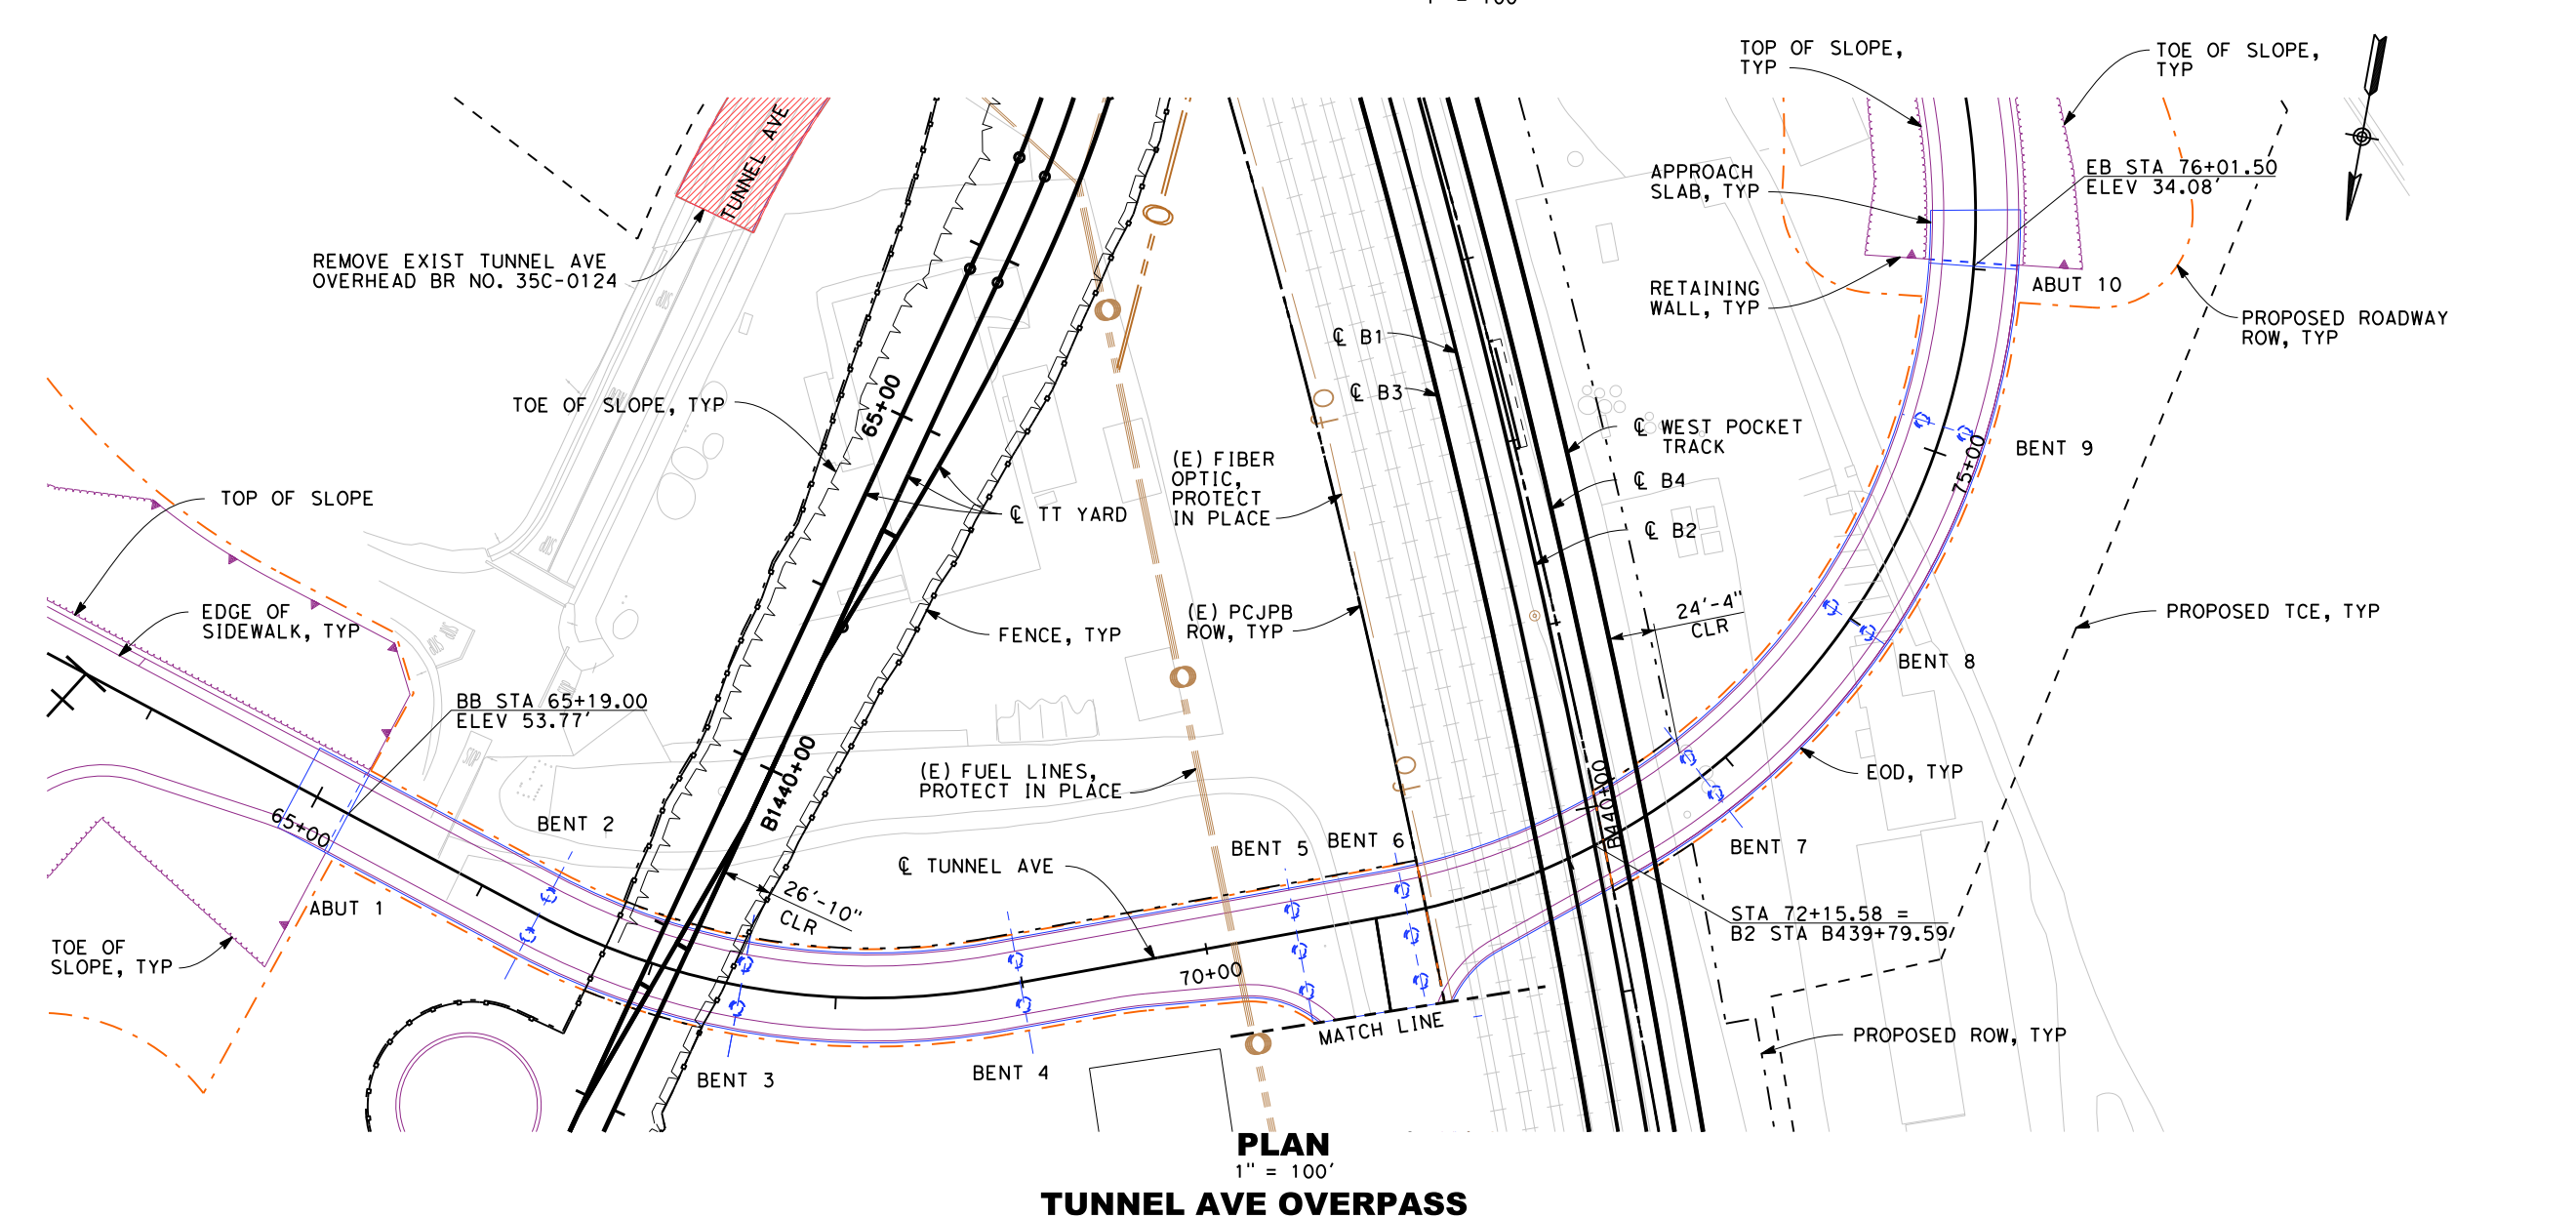 TOP OF SLOPE,
TYP
TOE OF SLOPE,
TYP
TUNNEL AVE
REMOVE EXIST TUNNEL AVE
OVERHEAD BR NO. 35C-0124
APPROACH
SLAB, TYP
EB STA 76+01.50
ELEV 34.08'
RETAINING
WALL, TYP
ABUT 10
PROPOSED ROADWAY
ROW, TYP
℄ B1
℄ B3
TOE OF SLOPE, TYP
65+00
℄ WEST POCKET
TRACK
BENT 9
75+00
(E) FIBER
OPTIC,
PROTECT
IN PLACE
℄ B4
TOP OF SLOPE
℄ TT YARD
℄ B2
EDGE OF
SIDEWALK, TYP
FENCE, TYP
(E) PCJPB
ROW, TYP
24'-4"
CLR
PROPOSED TCE, TYP
BENT 8
BB STA 65+19.00
ELEV 53.77'
B1440+00
(E) FUEL LINES,
PROTECT IN PLACE
B440+00
EOD, TYP
65+00
BENT 2
BENT 5
BENT 6
BENT 7
℄ TUNNEL AVE
26'-10"
CLR
ABUT 1
STA 72+15.58 =
B2 STA B439+79.59
TOE OF
SLOPE, TYP
70+00
MATCH LINE
PROPOSED ROW, TYP
BENT 3
BENT 4
PLAN
1" = 100'
TUNNEL AVE OVERPASS